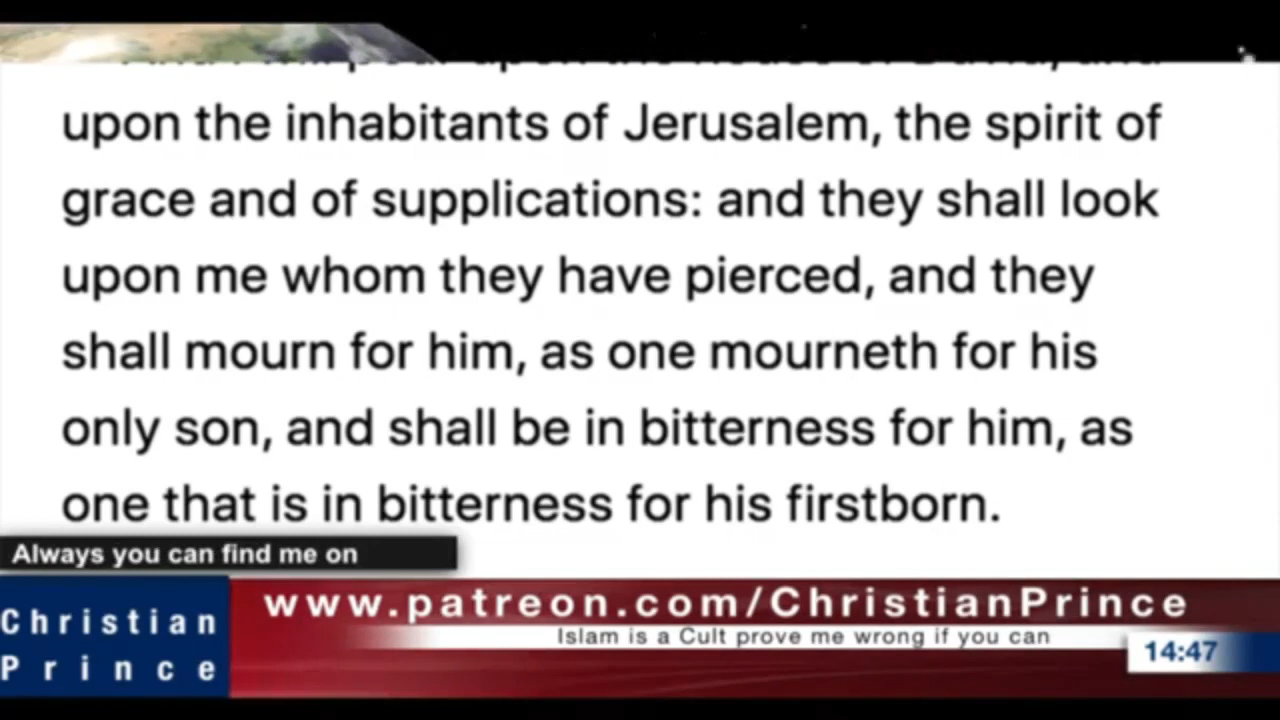 upon the inhabitants of Jerusalem, the spirit of
grace and of supplications: and they shall look
upon me whom they have pierced, and they
shall mourn for him, as one mourneth for his
only son, and shall be in bitterness for him, as
one that is in bitterness for his firstborn.
Always you can find me on
Christian
Prince
www.patreon.com/ChristianPrince
Islam is a Cult prove me wrong if you can
14:47